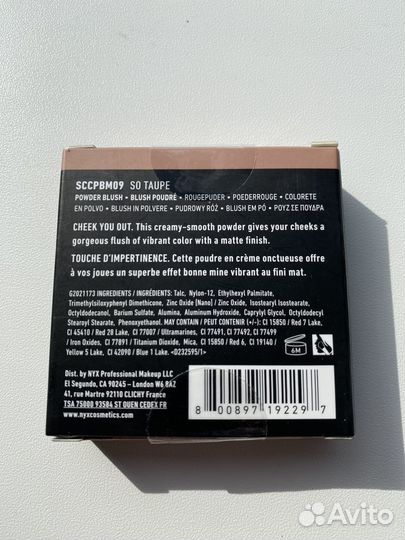 SCCPBM09 SO TAUPE
POWDER BLUSH • BLUSH POUDRÉ • ROUGEPUDER • POEDERROUGE • COLORETE
EN POLVO • BLUSH IN POLVERE • PUDROWY RÓŻ • BLUSH EM PÓ • ΡΟΥΖ ΣΕ ΠΟΥΔΡΑ
CHEEK YOU OUT. This creamy-smooth powder gives your cheeks a
gorgeous flush of vibrant color with a matte finish.
TOUCHE D'IMPERTINENCE. Cette poudre en crème onctueuse offre
à vos joues un superbe effet bonne mine vibrant au fini mat.
G2021173 INGREDIENTS / INGRÉDIENTS: Talc, Nylon-12, Ethylhexyl Palmitate,
Trimethylsiloxyphenyl Dimethicone, Zinc Oxide [Nano] / Zinc Oxide, Isostearyl Isostearate,
Octyldodecanol, Barium Sulfate, Alumina, Aluminum Hydroxide, Caprylyl Glycol, Octyldodecyl
Stearoyl Stearate, Phenoxyethanol. MAY CONTAIN / PEUT CONTENIR (+/-): CI 15850 / Red 7 Lake,
CI 45410 / Red 28 Lake, CI 77007 / Ultramarines, CI 77491, CI 77492, CI 77499
/ Iron Oxides, CI 77891 / Titanium Dioxide, Mica, CI 15850 / Red 6, CI 19140 /
Yellow 5 Lake, CI 42090 / Blue 1 Lake. <D232595/1>
6M
Dist. by NYX Professional Makeup LLC
El Segundo, CA 90245 – London W6 8AZ
41, rue Martre 92110 CLICHY France
TSA 75000 93584 ST OUEN CEDEX FR
www.nyxcosmetics.com
8 00897 19229 7
Avito